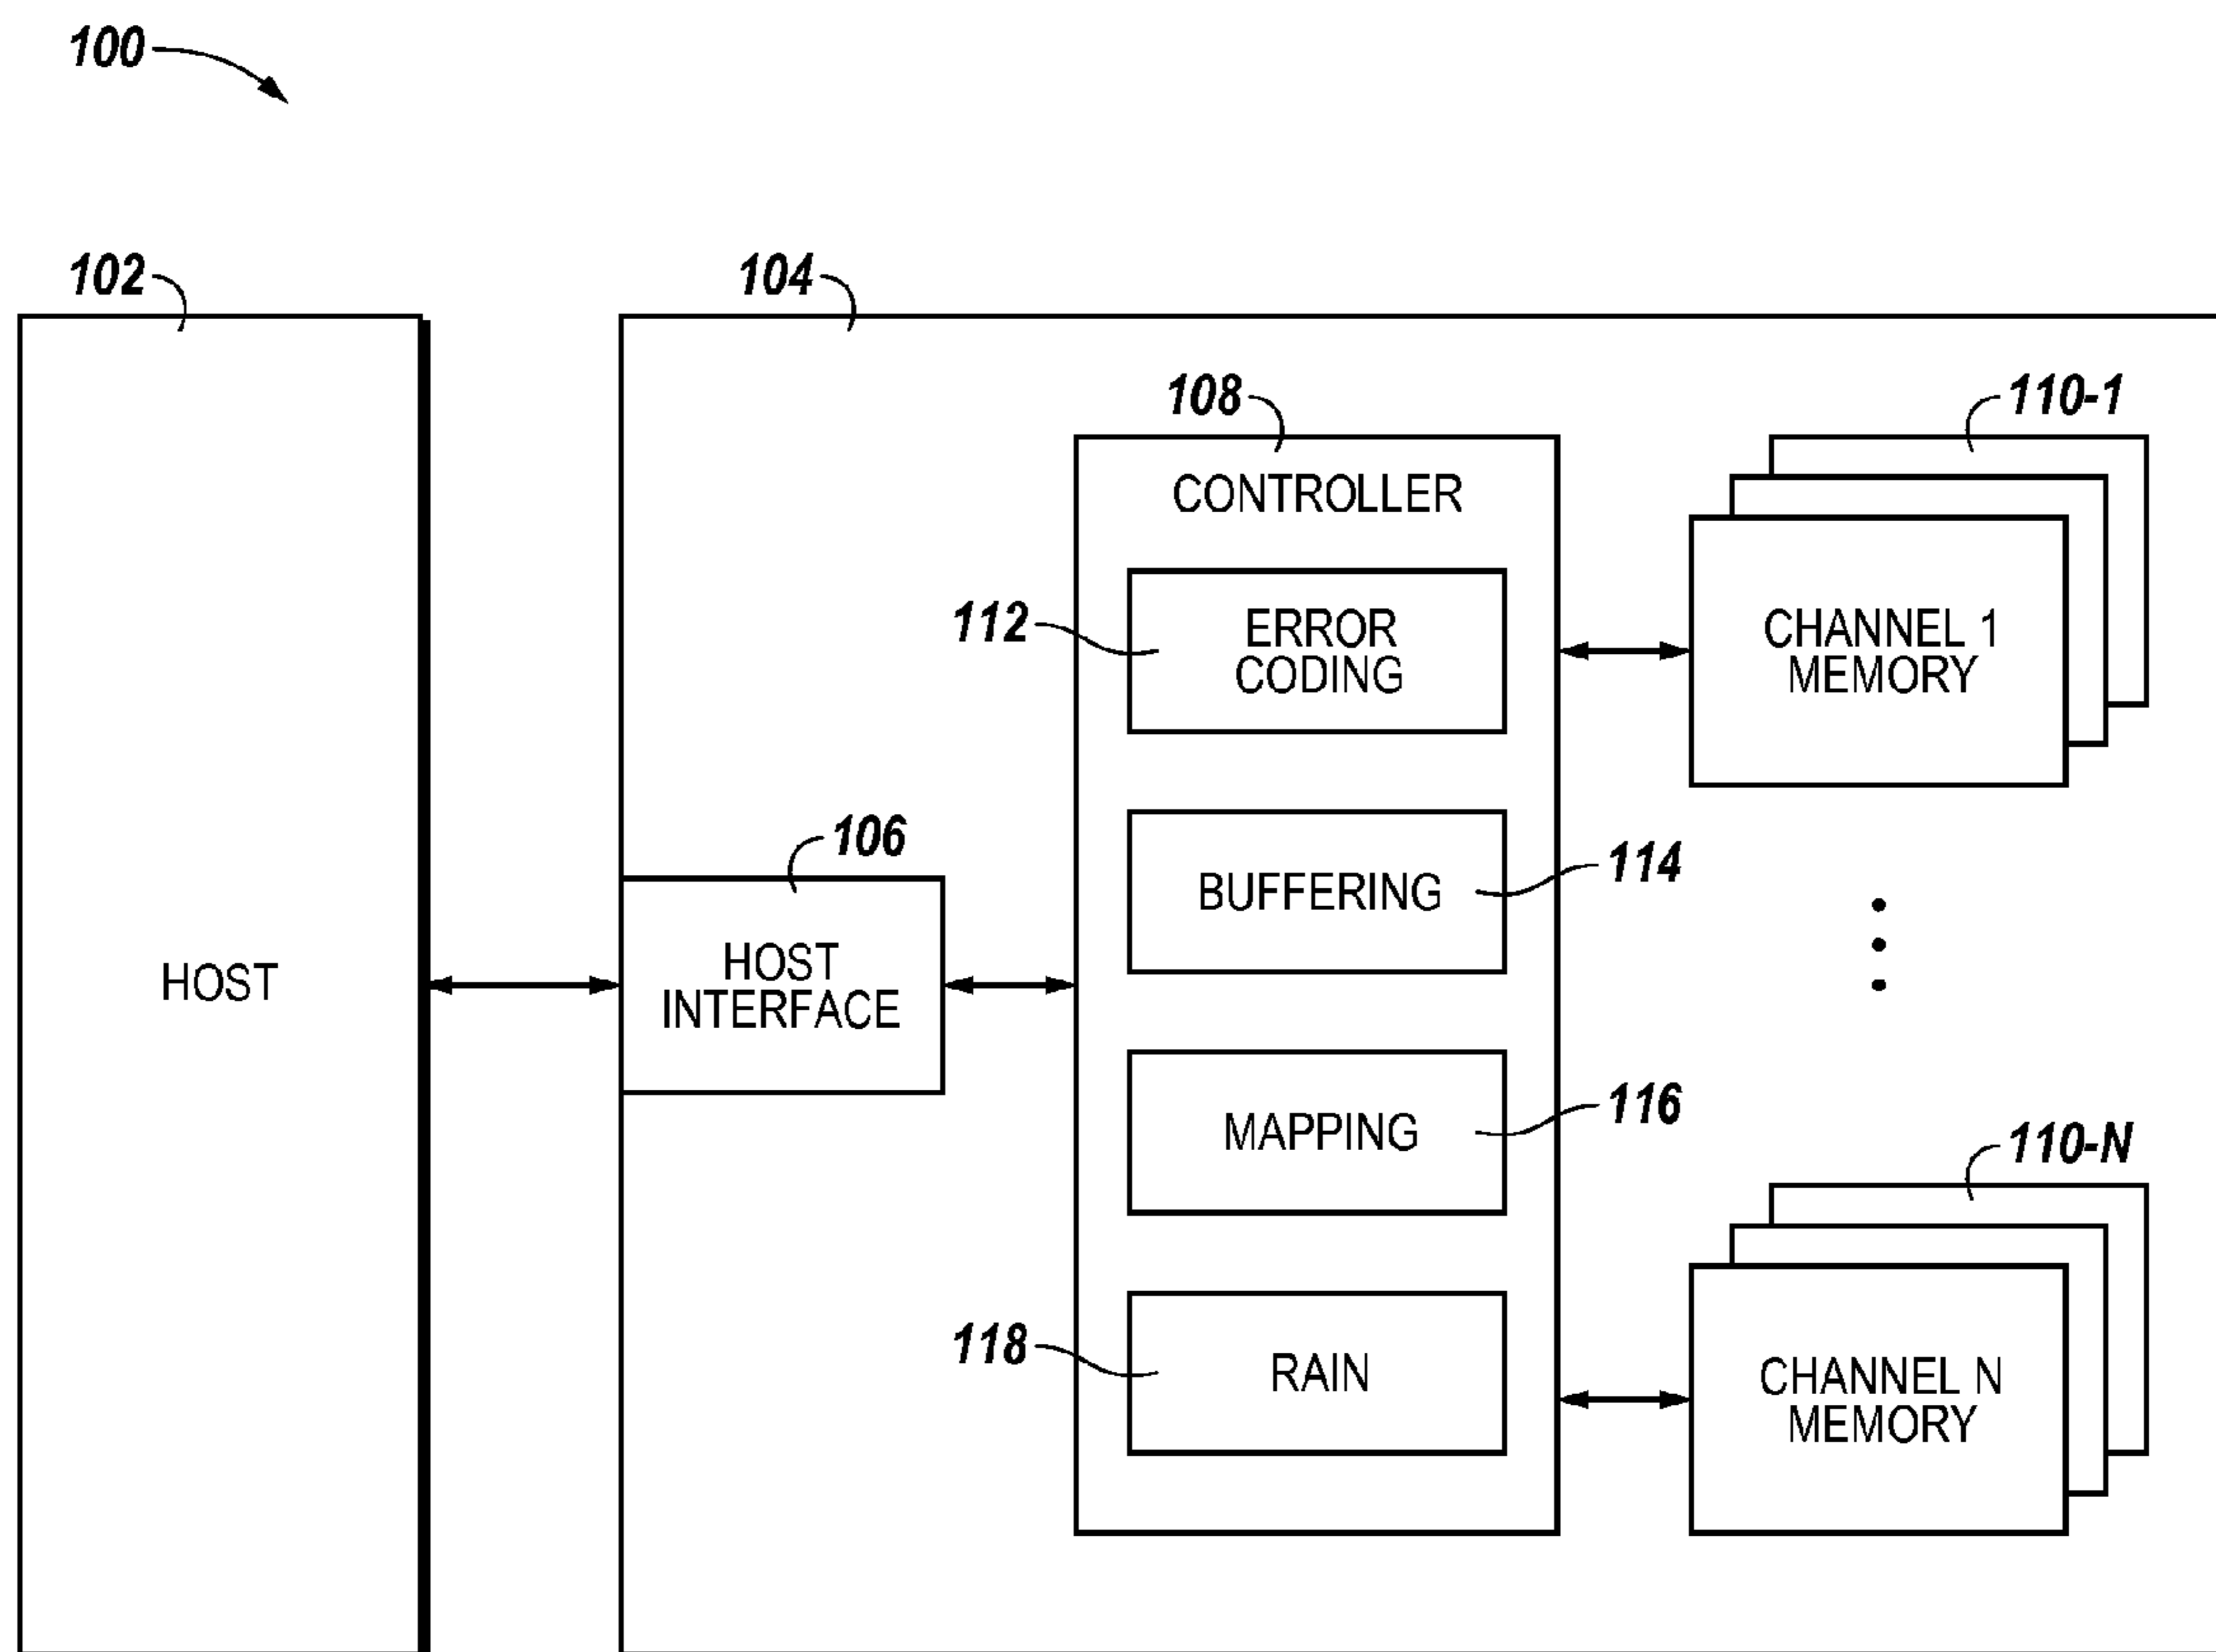 100
102
104
108
110-1
CONTROLLER
112
ERROR
CODING
CHANNEL 1
MEMORY
106
BUFFERING
114
HOST
HOST
INTERFACE
MAPPING
116
110-N
118
RAIN
CHANNEL N
MEMORY